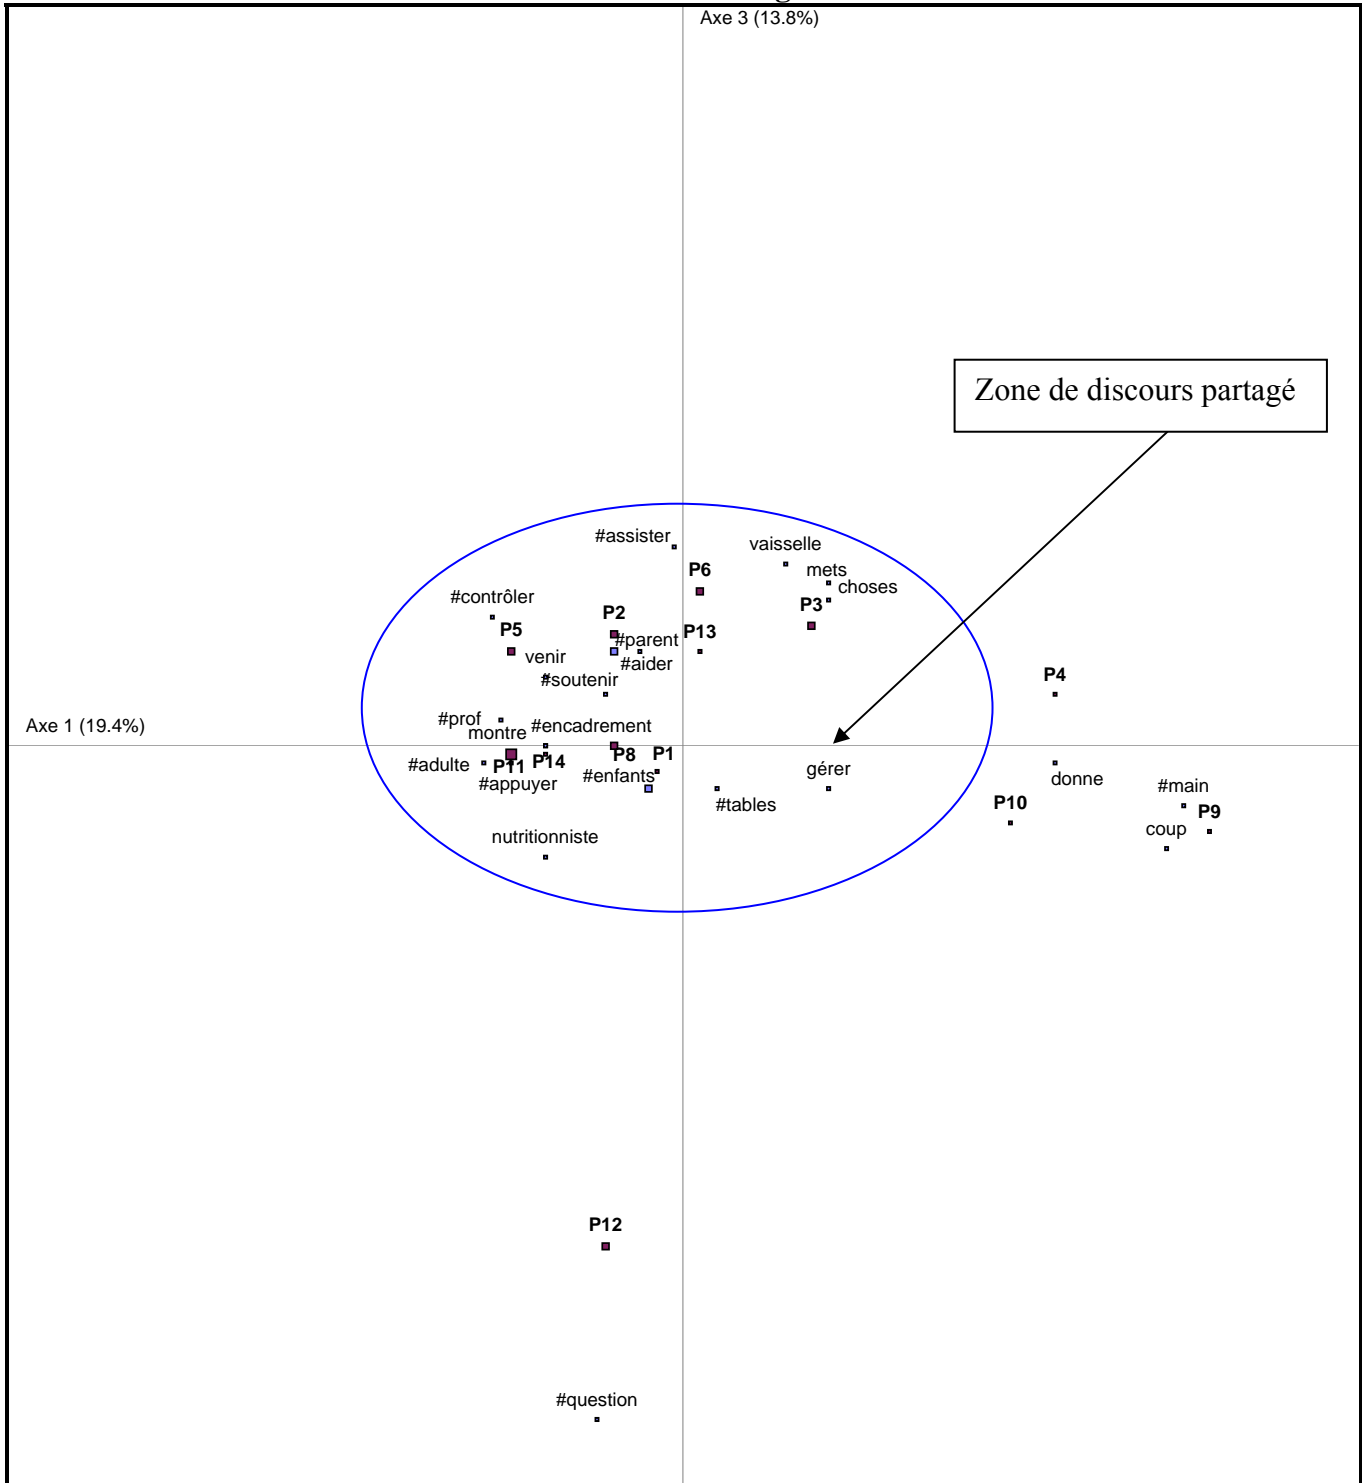 Axe 3 (13.8%)
Zone de discours partagé
#assister
vaisselle
P6
mets
choses
#contrôler
P2
P3
P5
#parent
P13
venir
#aider
P4
#soutenir
#prof
#encadrement
Axe 1 (19.4%)
montre
#adulte
P11
P14
P8
P1
gérer
#enfants
donne
#appuyer
#main
#tables
P10
P9
coup
nutritionniste
P12
#question